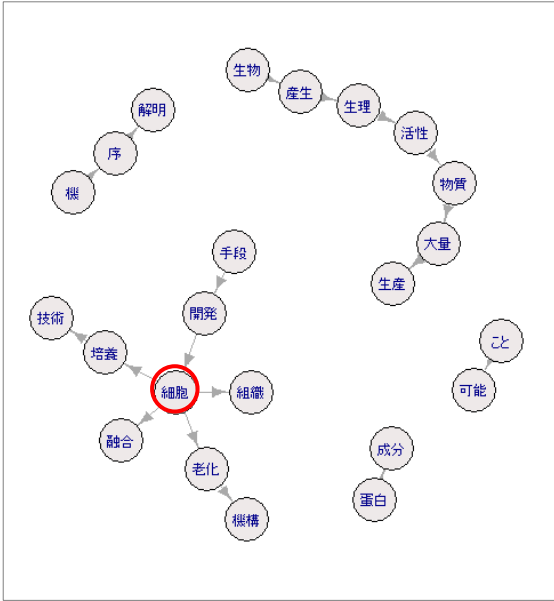 生物
産生
生理
活性
物質
大量
生産
解明
序
機
手段
開発
技術
培養
細胞
組織
融合
老化
機構
こと
可能
成分
蛋白